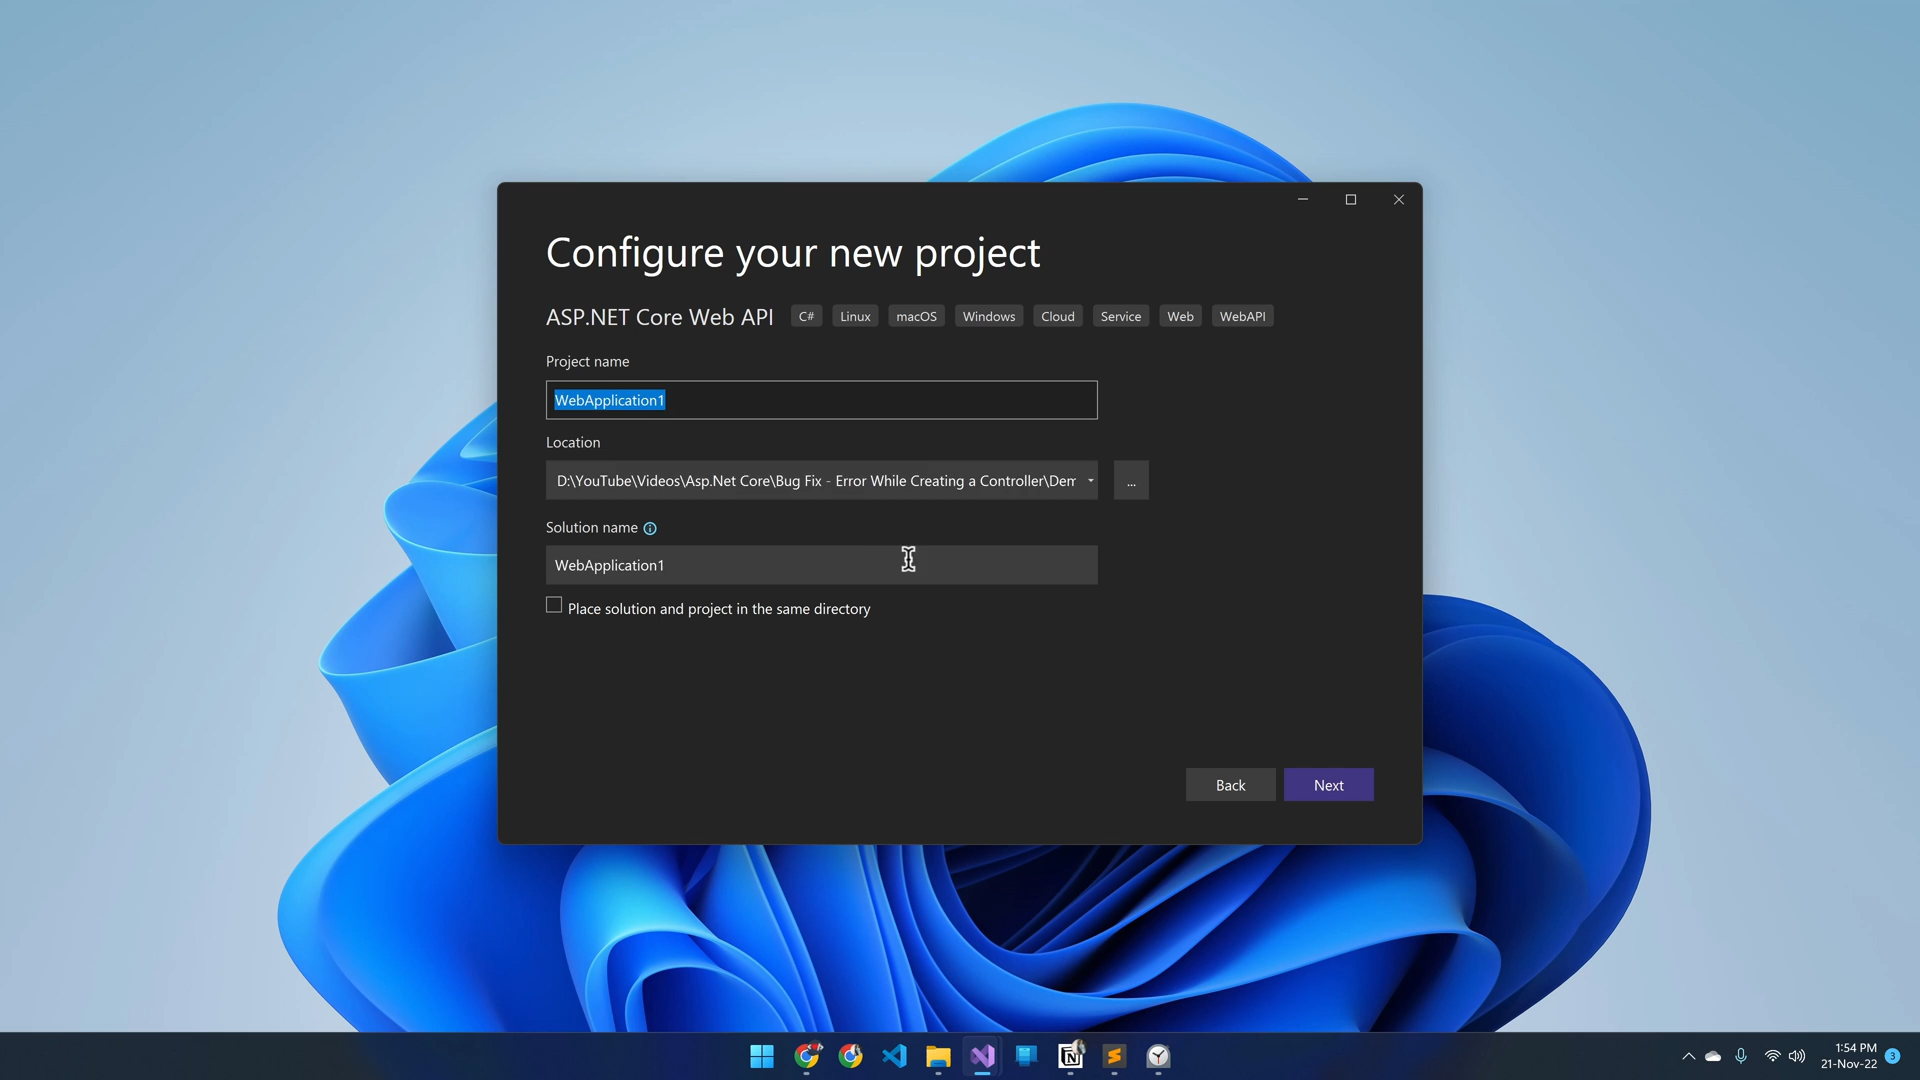 Configure your new project
ASP.NET Core Web API C# Linux macOS Windows Cloud Service Web WebAPI
Project name
WebApplication1
Location
D:\YouTube\Videos\Asp.Net Core\Bug Fix - Error While Creating a Controller\Dem
...
Solution name
WebApplication1
Place solution and project in the same directory
Back Next
1:54 PM
21-Nov-22 3